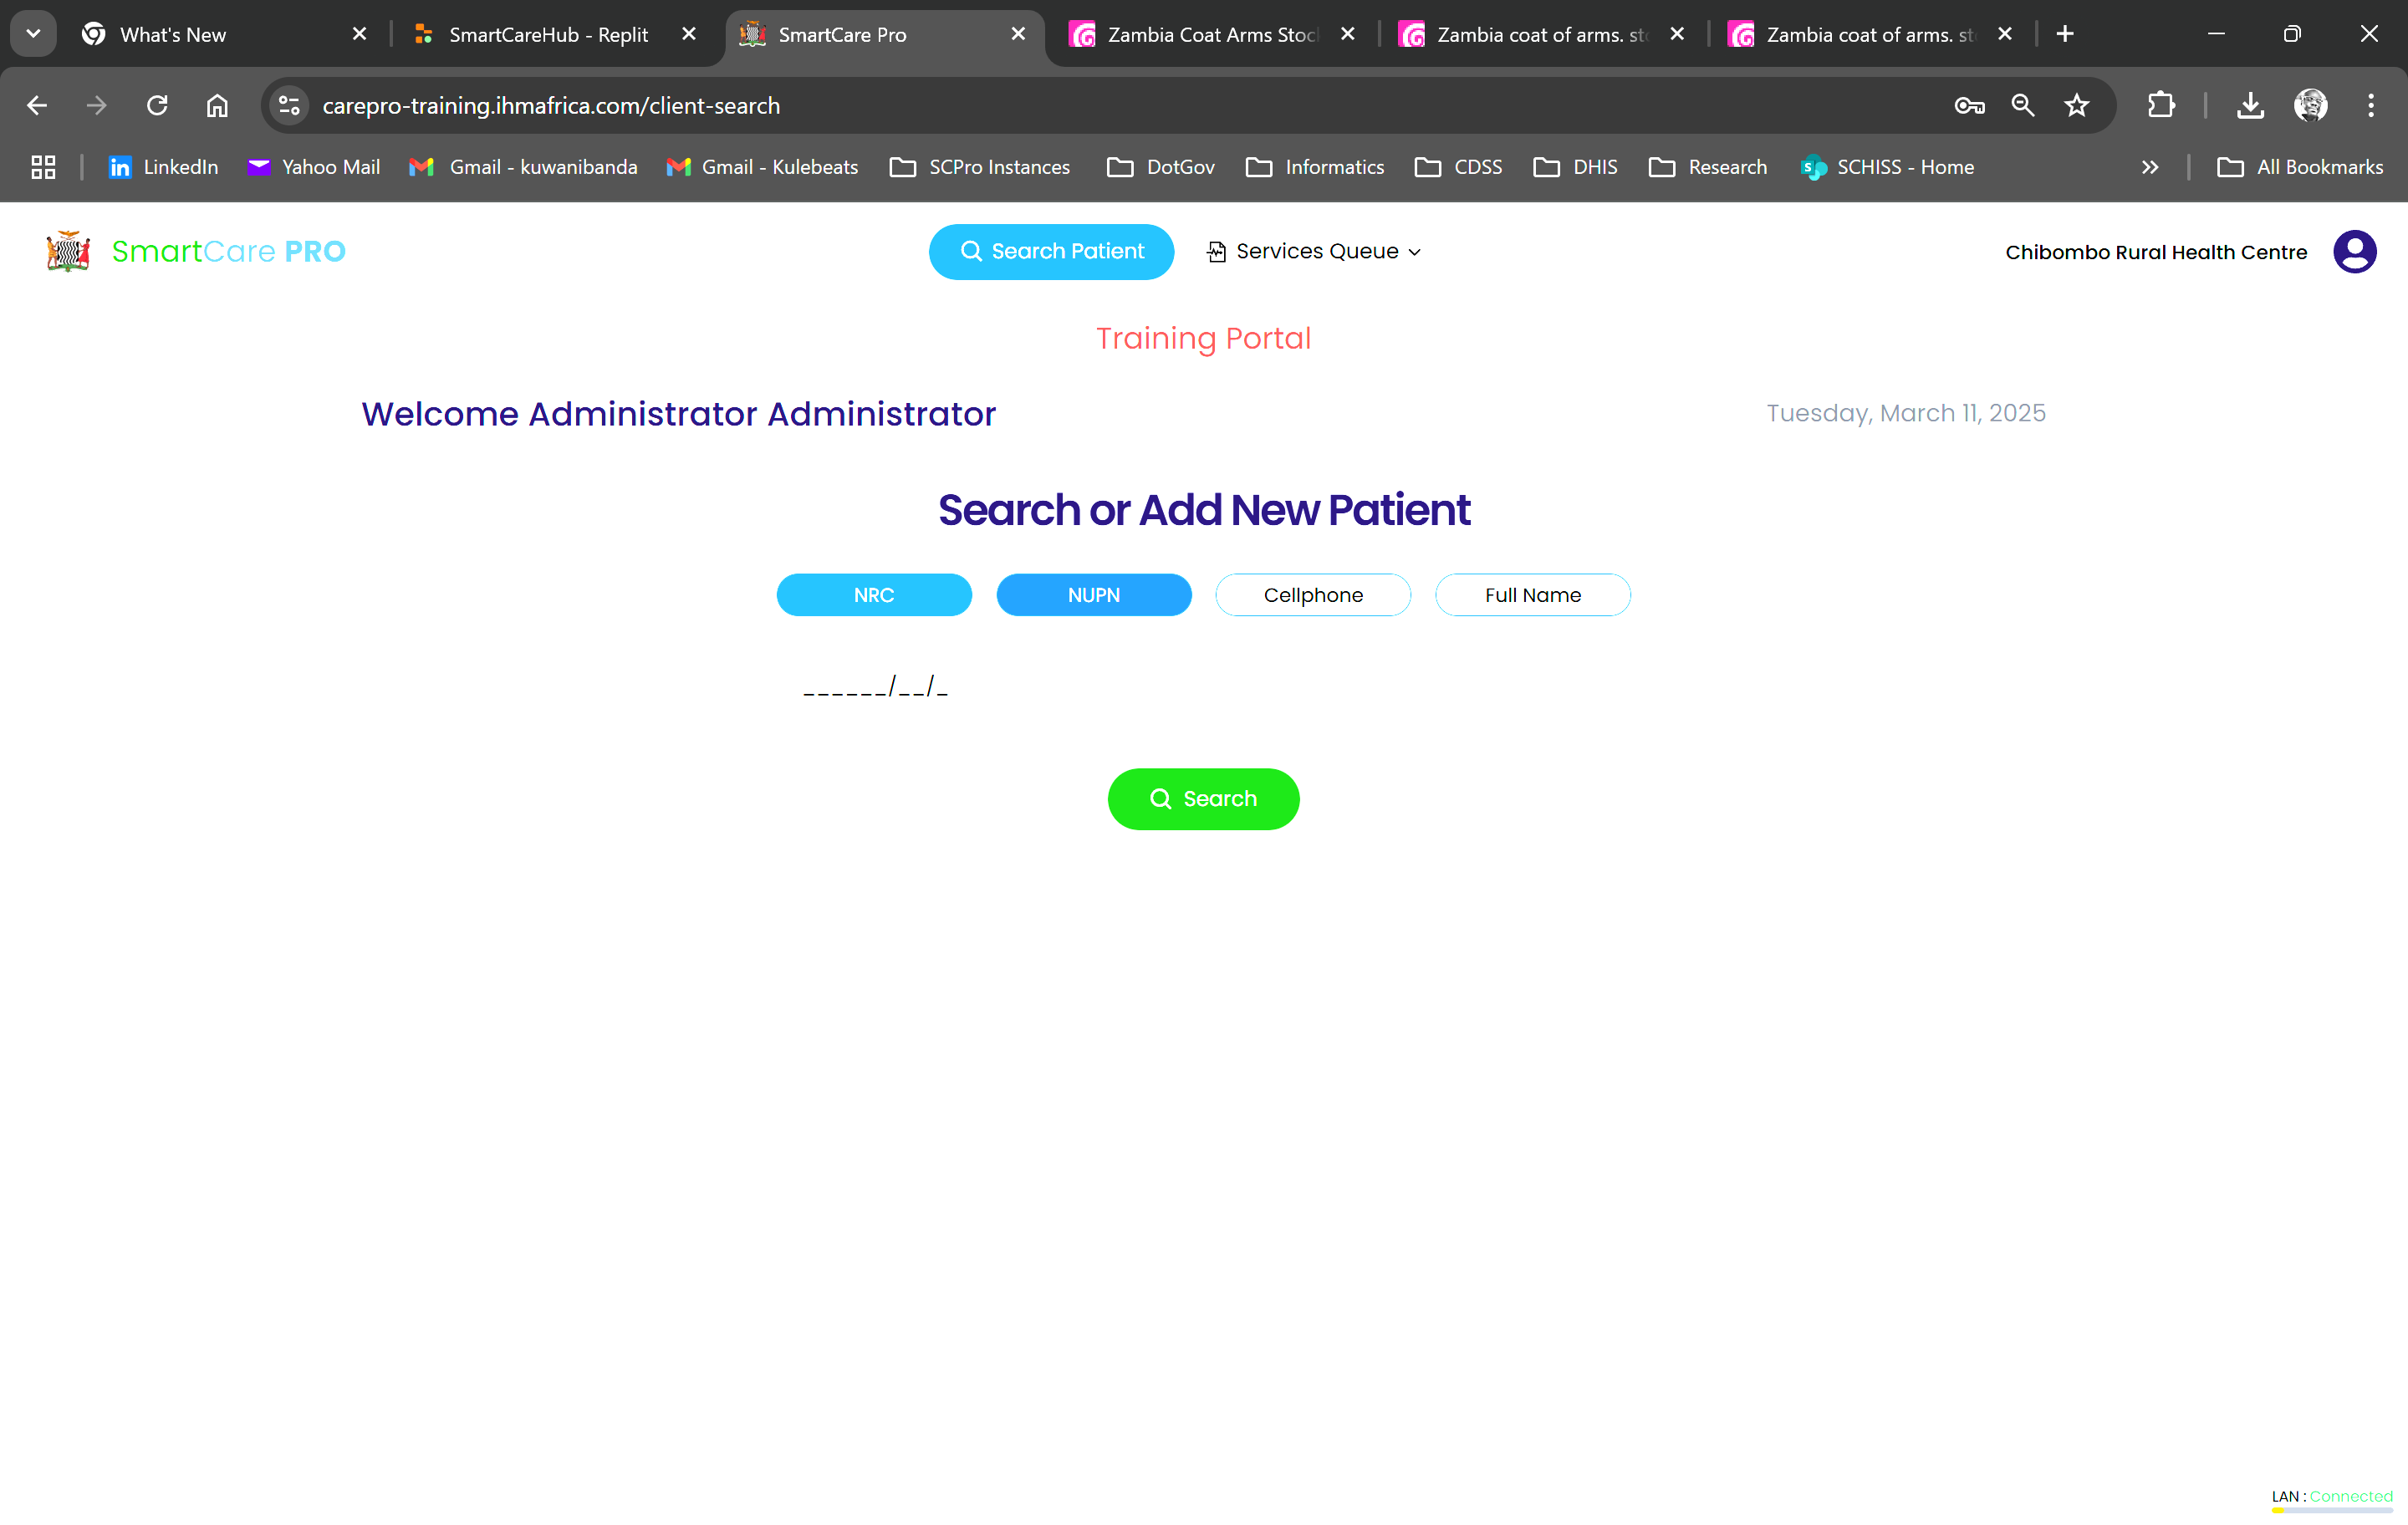 What's New
SmartCareHub - Replit
SmartCare Pro
Zambia Coat Arms Stoc
Zambia coat of arms. st
Zambia coat of arms. st
carepro-training.ihmafrica.com/client-search
LinkedIn
Yahoo Mail
Gmail - kuwanibanda
Gmail - Kulebeats
SCPro Instances
DotGov
Informatics
CDSS
DHIS
Research
SCHISS - Home
All Bookmarks
SmartCare PRO
Search Patient
Services Queue
Chibombo Rural Health Centre
Training Portal
Welcome Administrator Administrator
Tuesday, March 11, 2025
Search or Add New Patient
NRC
NUPN
Cellphone
Full Name
______/__/_
Search
LAN : Connected